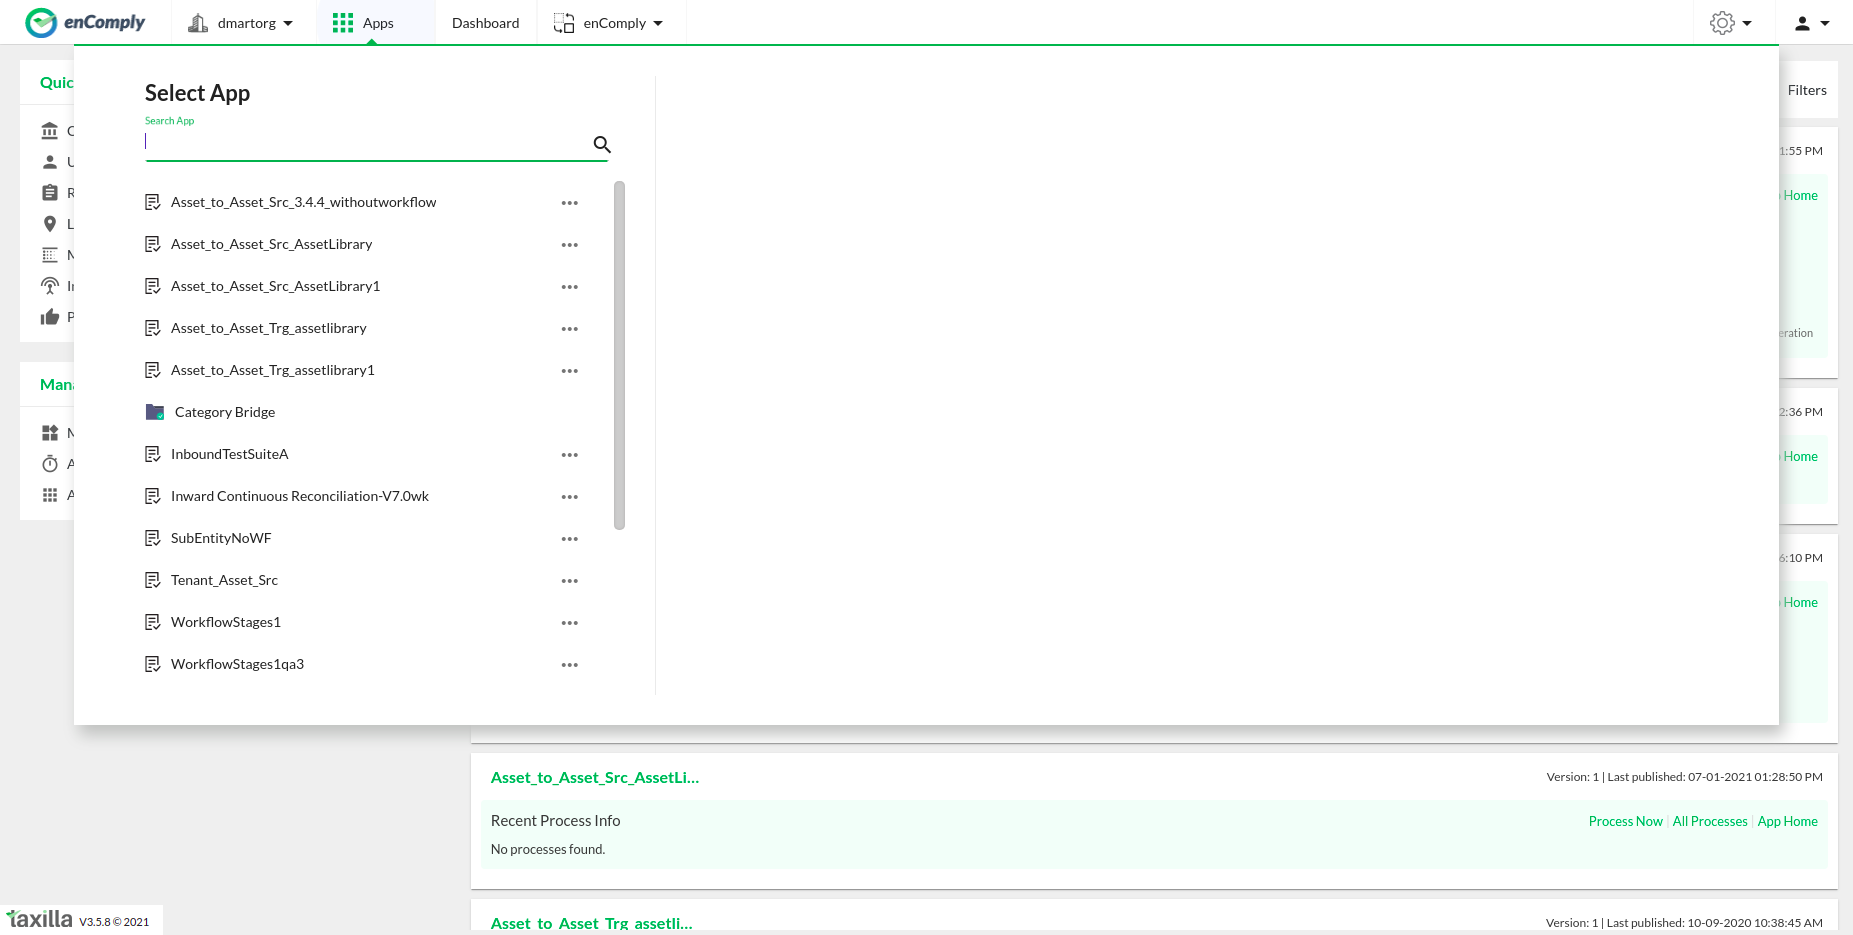 enComply
dmartorg
Apps
Dashboard
enComply
Select App
Search App
Asset_to_Asset_Src_3.4.4_withoutworkflow
Asset_to_Asset_Src_AssetLibrary
Asset_to_Asset_Src_AssetLibrary1
Asset_to_Asset_Trg_assetlibrary
Asset_to_Asset_Trg_assetlibrary1
Category Bridge
InboundTestSuiteA
Inward Continuous Reconciliation-V7.0wk
SubEntityNoWF
Tenant_Asset_Src
WorkflowStages1
WorkflowStages1qa3
Filters
1:55 PM
Home
eration
2:36 PM
Home
6:10 PM
Home
Asset_to_Asset_Src_AssetLi...
Version: 1 | Last published: 07-01-2021 01:28:50 PM
Recent Process Info
Process Now | All Processes | App Home
No processes found.
Asset_to_Asset_Trg_assetli...
Version: 1 | Last published: 10-09-2020 10:38:45 AM
taxilla V3.5.8 © 2021